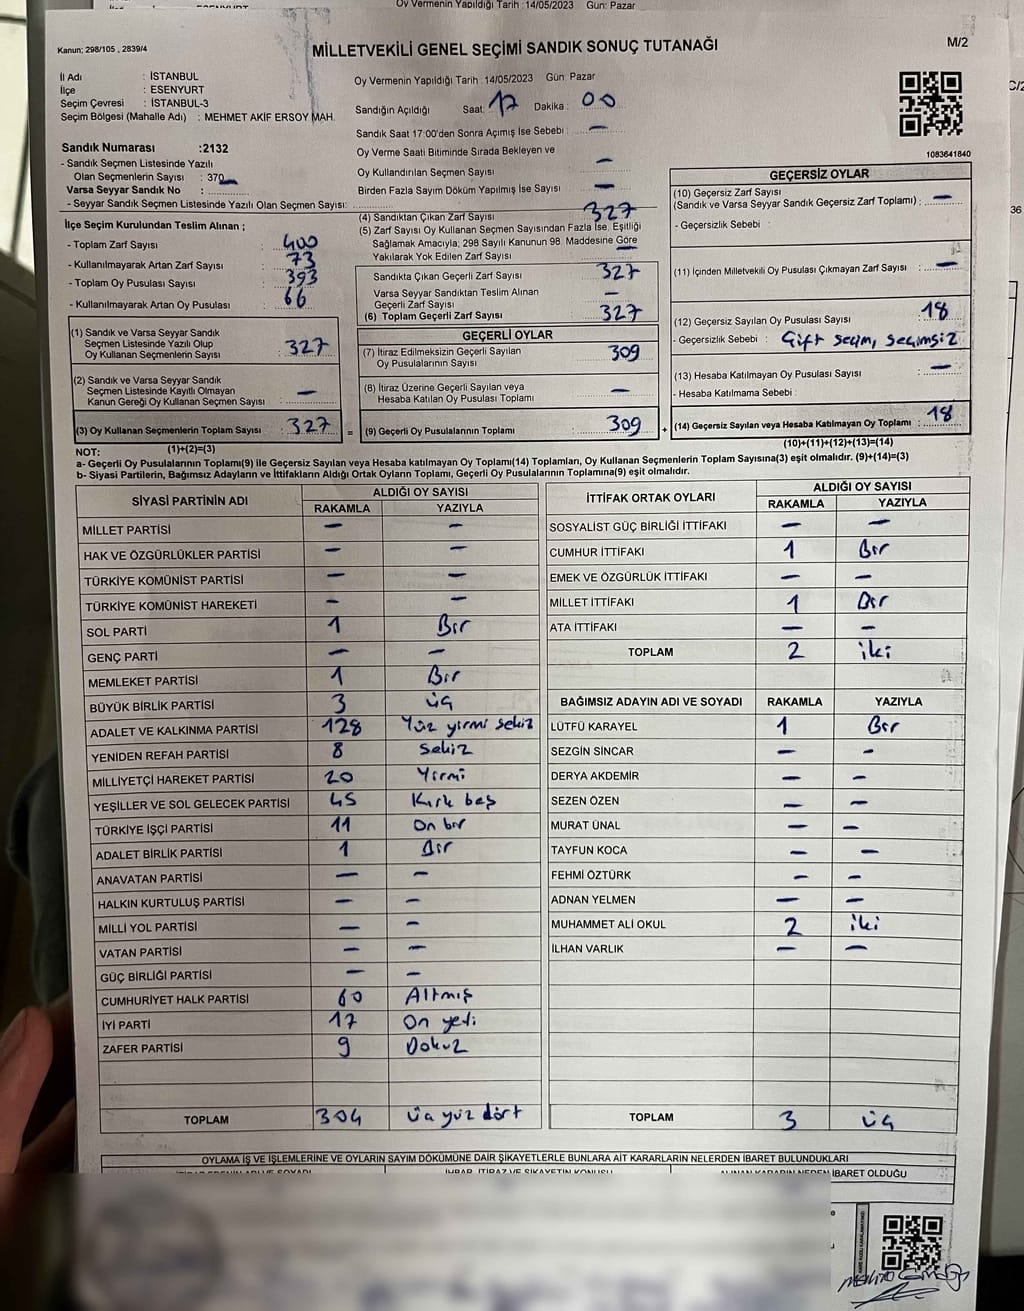 Oy Vermenin Yapıldığı Tarih :14/05/2023 Gün: Pazar
Kanun; 298/105 , 2839/4
MİLLETVEKİLİ GENEL SEÇİMİ SANDIK SONUÇ TUTANAĞI
M/2
İl Adı : İSTANBUL
İlçe : ESENYURT
Seçim Çevresi : İSTANBUL-3
Seçim Bölgesi (Mahalle Adı) : MEHMET AKİF ERSOY MAH.
Oy Vermenin Yapıldığı Tarih :14/05/2023 Gün: Pazar
Sandığın Açıldığı Saat: 17 Dakika : 00
Sandık Saat 17:00'den Sonra Açımış İse Sebebi : —
Oy Verme Saati Bitiminde Sırada Bekleyen ve
Oy Kullandırılan Seçmen Sayısı —
Birden Fazla Sayım Döküm Yapılmış İse Sayısı —
1083641840
Sandık Numarası :2132
- Sandık Seçmen Listesinde Yazılı
Olan Seçmenlerin Sayısı : 370
Varsa Seyyar Sandık No :
- Seyyar Sandık Seçmen Listesinde Yazılı Olan Seçmen Sayısı:
İlçe Seçim Kurulundan Teslim Alınan ;
- Toplam Zarf Sayısı : 400
- Kullanılmayarak Artan Zarf Sayısı : 73
- Toplam Oy Pusulası Sayısı : 393
- Kullanılmayarak Artan Oy Pusulası : 66
(1) Sandık ve Varsa Seyyar Sandık
Seçmen Listesinde Yazılı Olup
Oy Kullanan Seçmenlerin Sayısı : 327
(2) Sandık ve Varsa Seyyar Sandık
Seçmen Listesinde Kayıtlı Olmayan
Kanun Gereği Oy Kullanan Seçmen Sayısı : —
(3) Oy Kullanan Seçmenlerin Toplam Sayısı : 327
(1)+(2)=(3)
(4) Sandıktan Çıkan Zarf Sayısı 327
(5) Zarf Sayısı Oy Kullanan Seçmen Sayısından Fazla İse, Eşitliği
Sağlamak Amacıyla; 298 Sayılı Kanunun 98. Maddesine Göre
Yakılarak Yok Edilen Zarf Sayısı —
Sandıkta Çıkan Geçerli Zarf Sayısı 327
Varsa Seyyar Sandıktan Teslim Alınan
Geçerli Zarf Sayısı —
(6) Toplam Geçerli Zarf Sayısı 327
GEÇERLİ OYLAR
(7) İtiraz Edilmeksizin Geçerli Sayılan
Oy Pusulalarının Sayısı 309
(8) İtiraz Üzerine Geçerli Sayılan veya
Hesaba Katılan Oy Pusulası Toplamı —
= (9) Geçerli Oy Pusulalarının Toplamı 309
GEÇERSİZ OYLAR
(10) Geçersiz Zarf Sayısı
(Sandık ve Varsa Seyyar Sandık Geçersiz Zarf Toplamı) : —
- Geçersizlik Sebebi :
(11) İçinden Milletvekili Oy Pusulası Çıkmayan Zarf Sayısı : —
(12) Geçersiz Sayılan Oy Pusulası Sayısı 18
- Geçersizlik Sebebi : Çift seçim, seçimsiz
(13) Hesaba Katılmayan Oy Pusulası Sayısı —
- Hesaba Katılmama Sebebi :
+ (14) Geçersiz Sayılan veya Hesaba Katılmayan Oy Toplamı : 18
(10)+(11)+(12)+(13)=(14)
NOT:
a- Geçerli Oy Pusulalarının Toplamı(9) ile Geçersiz Sayılan veya Hesaba katılmayan Oy Toplamı(14) Toplamları, Oy Kullanan Seçmenlerin Toplam Sayısına(3) eşit olmalıdır. (9)+(14)=(3)
b- Siyasi Partilerin, Bağımsız Adayların ve İttifakların Aldığı Ortak Oyların Toplamı, Geçerli Oy Pusulalarının Toplamına(9) eşit olmalıdır.
SİYASİ PARTİNİN ADI
ALDIĞI OY SAYISI
RAKAMLA YAZIYLA
MİLLET PARTİSİ — —
HAK VE ÖZGÜRLÜKLER PARTİSİ — —
TÜRKİYE KOMÜNİST PARTİSİ — —
TÜRKİYE KOMÜNİST HAREKETİ — —
SOL PARTİ 1 Bir
GENÇ PARTİ — —
MEMLEKET PARTİSİ 1 Bir
BÜYÜK BİRLİK PARTİSİ 3 üç
ADALET VE KALKINMA PARTİSİ 128 Yüz yirmi sekiz
YENİDEN REFAH PARTİSİ 8 Sekiz
MİLLİYETÇİ HAREKET PARTİSİ 20 Yirmi
YEŞİLLER VE SOL GELECEK PARTİSİ 45 Kırk beş
TÜRKİYE İŞÇİ PARTİSİ 11 On bir
ADALET BİRLİK PARTİSİ 1 Bir
ANAVATAN PARTİSİ — —
HALKIN KURTULUŞ PARTİSİ — —
MİLLİ YOL PARTİSİ — —
VATAN PARTİSİ — —
GÜÇ BİRLİĞİ PARTİSİ — —
CUMHURİYET HALK PARTİSİ 60 Altmış
İYİ PARTİ 17 On yedi
ZAFER PARTİSİ 9 Dokuz
TOPLAM 304 üç yüz dört
İTTİFAK ORTAK OYLARI
ALDIĞI OY SAYISI
RAKAMLA YAZIYLA
SOSYALİST GÜÇ BİRLİĞİ İTTİFAKI — —
CUMHUR İTTİFAKI 1 Bir
EMEK VE ÖZGÜRLÜK İTTİFAKI — —
MİLLET İTTİFAKI 1 Bir
ATA İTTİFAKI — —
TOPLAM 2 iki
BAĞIMSIZ ADAYIN ADI VE SOYADI RAKAMLA YAZIYLA
LÜTFÜ KARAYEL 1 Bir
SEZGİN SİNCAR — —
DERYA AKDEMİR — —
SEZEN ÖZEN — —
MURAT ÜNAL — —
TAYFUN KOCA — —
FEHMİ ÖZTÜRK — —
ADNAN YELMEN — —
MUHAMMET ALİ OKUL 2 iki
İLHAN VARLIK — —
TOPLAM 3 üç
OYLAMA İŞ VE İŞLEMLERİNE VE OYLARIN SAYIM DÖKÜMÜNE DAİR ŞİKAYETLERLE BUNLARA AİT KARARLARIN NELERDEN İBARET BULUNDUKLARI
İHBAR, İTİRAZ VE ŞİKAYETİN KONUSU
ALINAN KARARIN NEDEN İBARET OLDUĞU